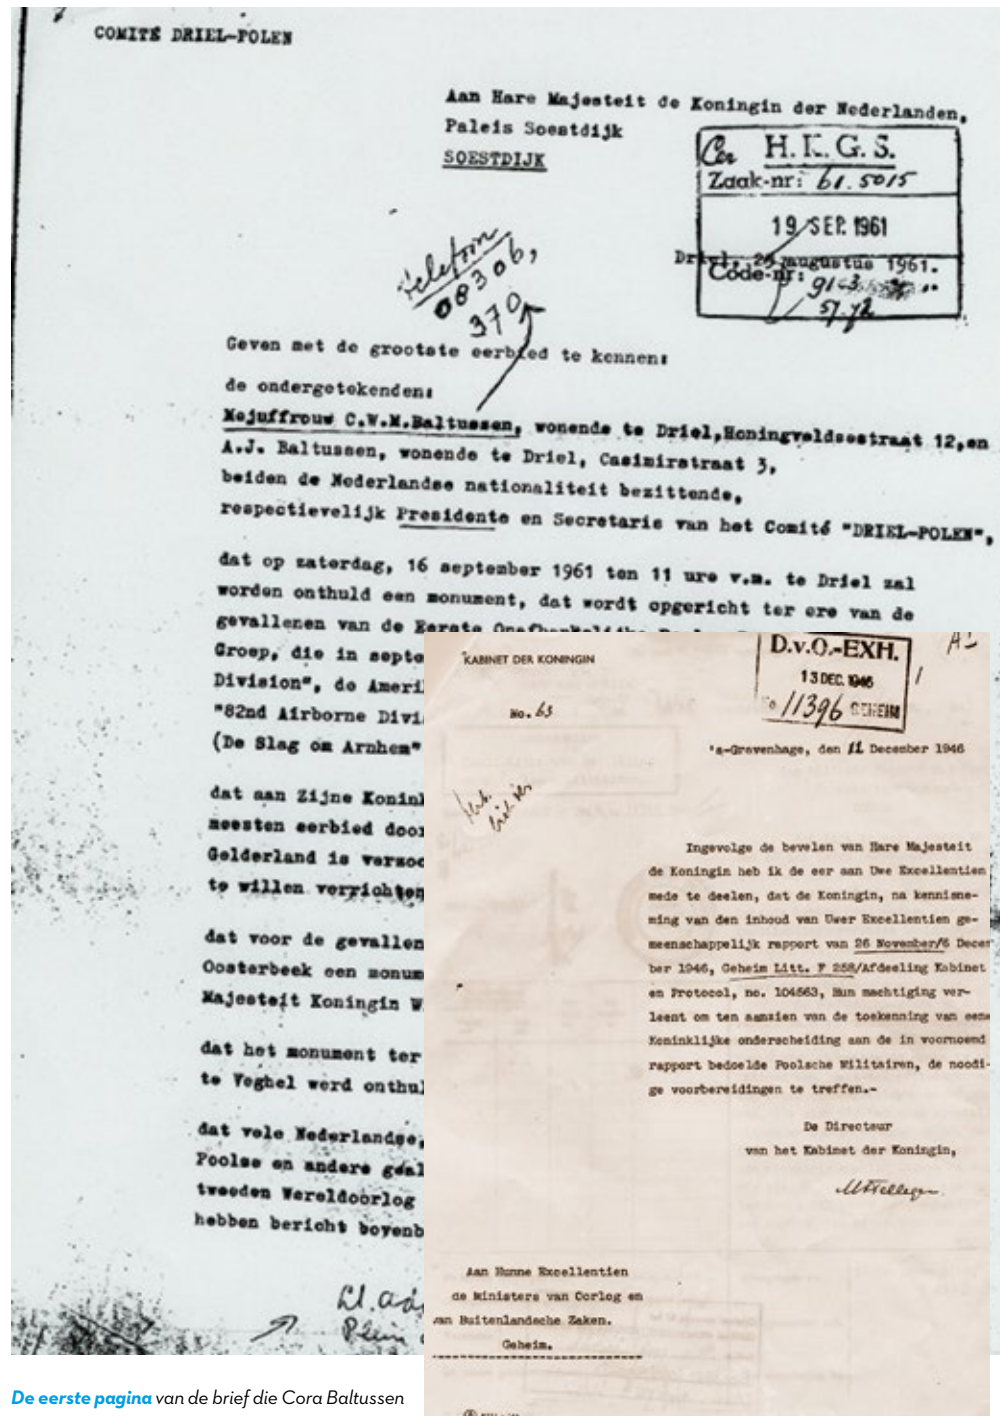 COMITÉ DRIEL-POLEN
Aan Hare Majesteit de Koningin der Nederlanden,
Paleis Soestdijk
SOESTDIJK
H.K.G.S.
Zaak-nr: 61.5015
19 SEP. 1961
Driel, augustus 1961.
Code-nr:
Telefoon
08306,
370
Geven met de grootste eerbied te kennen:
de ondergetekenden:
Mejuffrouw C.W.M.Baltussen, wonende te Driel,Honingveldsestraat 12,en
A.J. Baltussen, wonende te Driel, Casimirstraat 3,
beiden de Nederlandse nationaliteit bezittende,
respectievelijk Presidente en Secretaris van het Comité "DRIEL-POLEN",
dat op zaterdag, 16 september 1961 ten 11 ure v.m. te Driel zal
worden onthuld een monument, dat wordt opgericht ter ere van de
gevallenen van de Eerste
Groep, die in septe
Division", de Ameri
"82nd Airborne Divi
(De Slag om Arnhem"
dat aan Zijne Konink
meesten eerbied door
Gelderland is verzoc
te willen verrichten
dat voor de gevallen
Oosterbeek een monum
Majesteit Koningin W
dat het monument ter
te Veghel werd onthul
dat vele Nederlandse,
Poolse en andere geal
tweeden Wereldoorlog
hebben bericht bovenb
KABINET DER KONINGIN
D.v.O.-EXH.
13 DEC. 1946
No 11396 GEHEIM
No. 63
's-Gravenhage, den 11 December 1946
Ingevolge de bevelen van Hare Majesteit
de Koningin heb ik de eer aan Uwe Excellentien
mede te deelen, dat de Koningin, na kennisne-
ming van den inhoud van Uwer Excellentien ge-
meenschappelijk rapport van 26 November/6 Decem
ber 1946, Geheim Litt. F 258/Afdeeling Kabinet
en Protocol, no. 104563, Hun machtiging ver-
leent om ten aanzien van de toekenning van eene
Koninklijke onderscheiding aan de in voornoemd
rapport bedoelde Poolsche Militairen, de noodi-
ge voorbereidingen te treffen.-
De Directeur
van het Kabinet der Koningin,
Aan Hunne Excellentien
de Ministers van Oorlog en
van Buitenlandsche Zaken.
Geheim.
De eerste pagina van de brief die Cora Baltussen